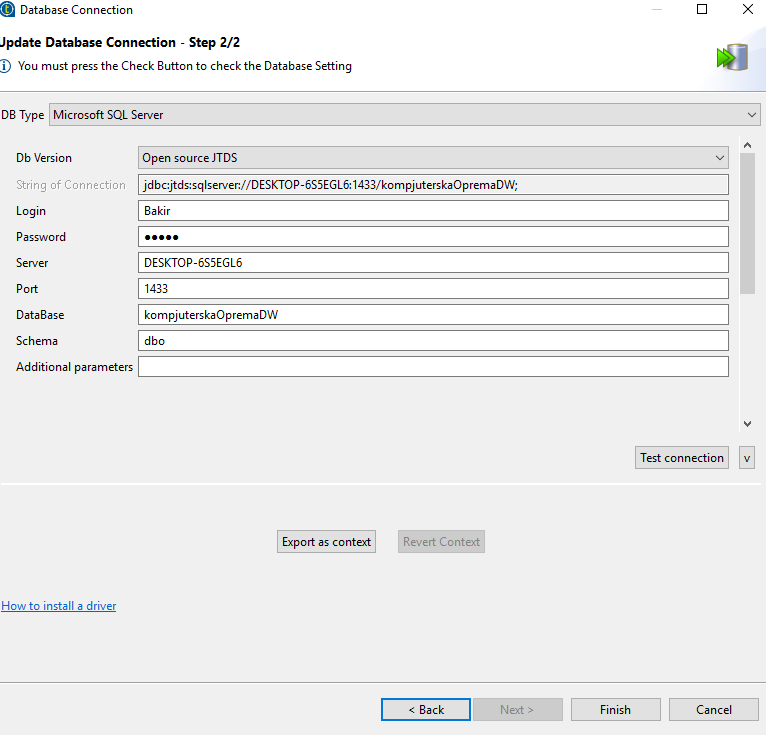 Database Connection
Update Database Connection - Step 2/2
You must press the Check Button to check the Database Setting
DB Type Microsoft SQL Server
Db Version Open source JTDS
String of Connection jdbc:jtds:sqlserver://DESKTOP-6S5EGL6:1433/kompjuterskaOpremaDW;
Login Bakir
Password ●●●●●
Server DESKTOP-6S5EGL6
Port 1433
DataBase kompjuterskaOpremaDW
Schema dbo
Additional parameters
Test connection v
Export as context Revert Context
How to install a driver
< Back Next > Finish Cancel